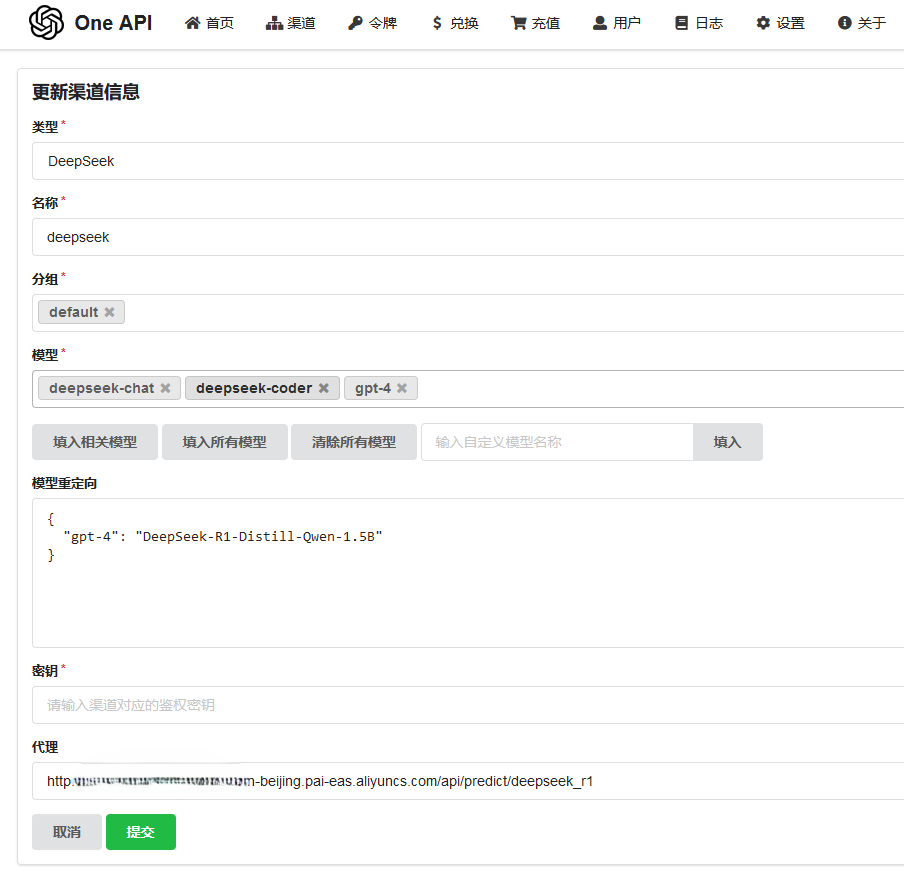 One API 首页 渠道 令牌 兑换 充值 用户 日志 设置 关于
更新渠道信息
类型*
DeepSeek
名称*
deepseek
分组*
default
模型*
deepseek-chat deepseek-coder gpt-4
填入相关模型 填入所有模型 清除所有模型 输入自定义模型名称 填入
模型重定向
{
"gpt-4": "DeepSeek-R1-Distill-Qwen-1.5B"
}
密钥*
请输入渠道对应的鉴权密钥
代理
http -beijing.pai-eas.aliyuncs.com/api/predict/deepseek_r1
取消 提交